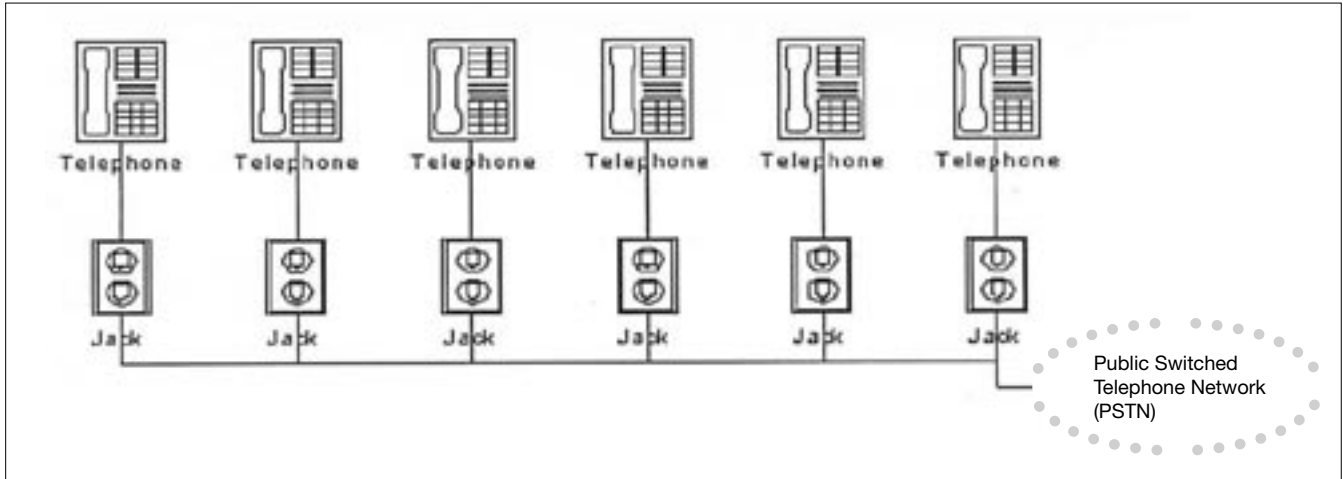 Telephone Telephone Telephone Telephone Telephone Telephone
Jack Jack Jack Jack Jack Jack
Public Switched
Telephone Network
(PSTN)